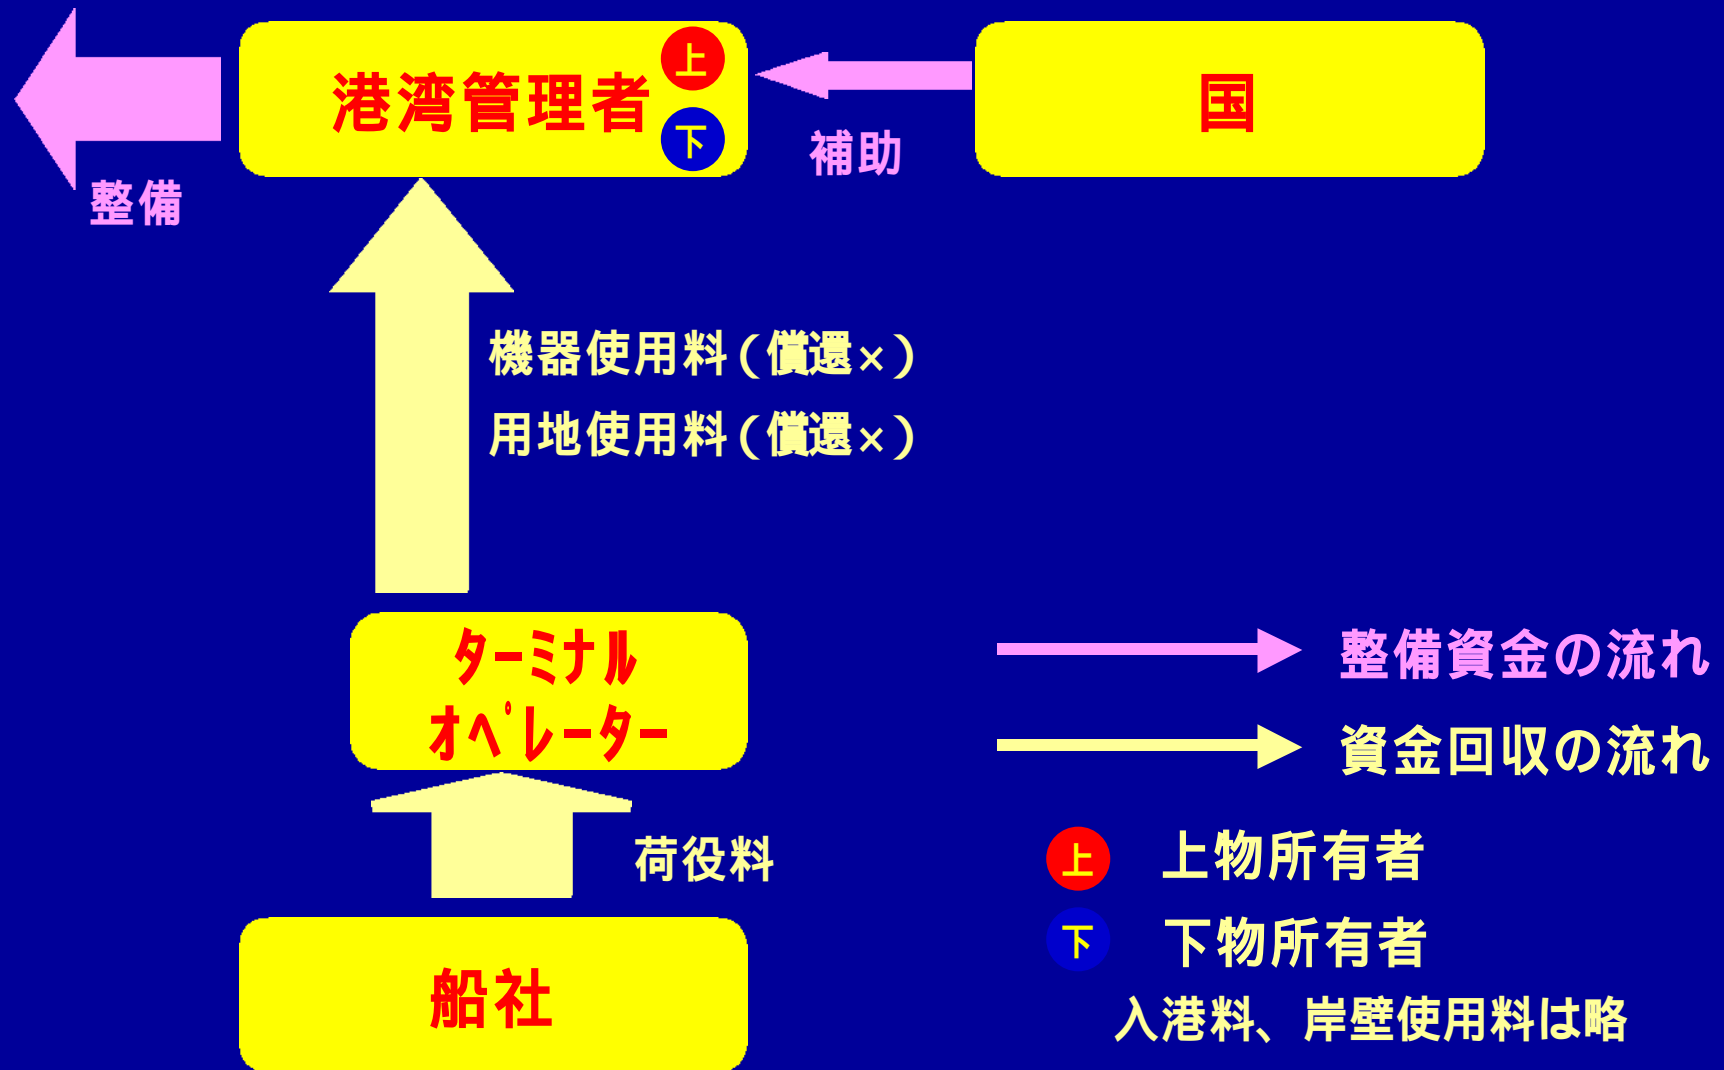 港湾管理者
上
下
国
補助
整備
機器使用料(償還×)
用地使用料(償還×)
ﾀｰﾐﾅﾙ
ｵﾍﾟﾚｰﾀｰ
荷役料
船社
整備資金の流れ
資金回収の流れ
上 上物所有者
下 下物所有者
入港料、岸壁使用料は略